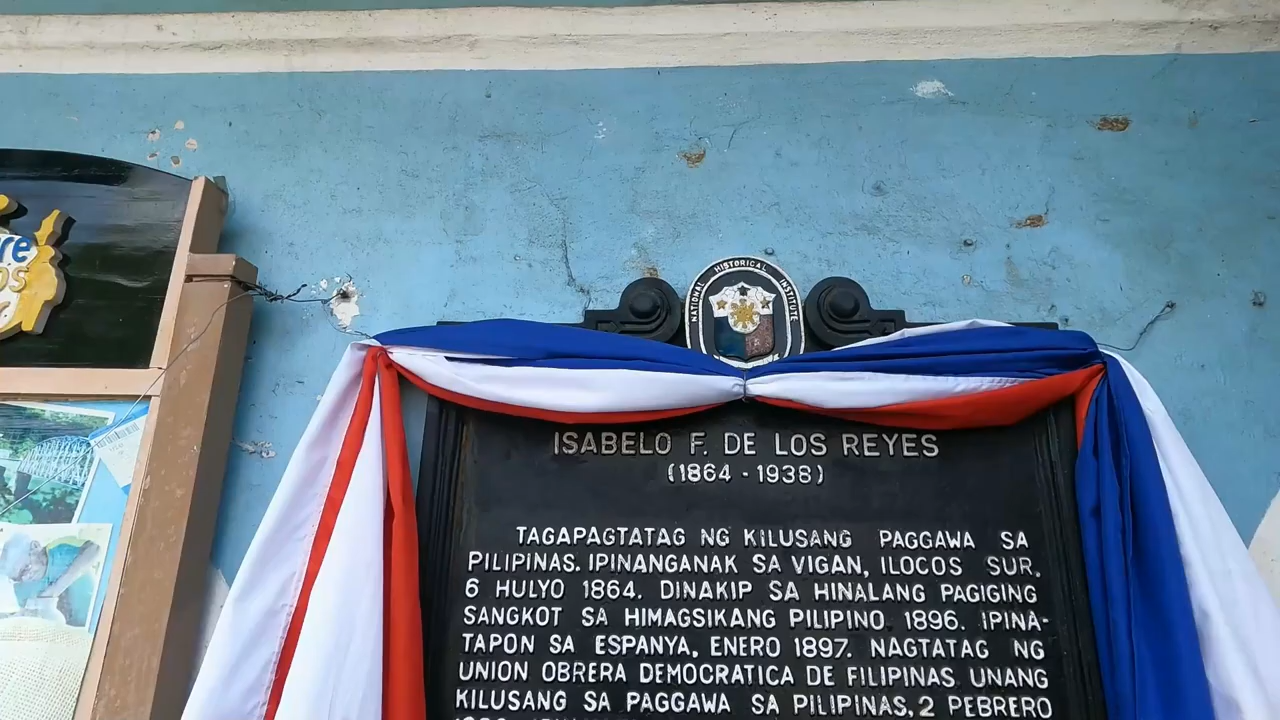 NATIONAL HISTORICAL INSTITUTE
ISABELO F. DE LOS REYES
(1864 - 1938)
TAGAPAGTATAG NG KILUSANG PAGGAWA SA
PILIPINAS. IPINANGANAK SA VIGAN, ILOCOS SUR,
6 HULYO 1864. DINAKIP SA HINALANG PAGIGING
SANGKOT SA HIMAGSIKANG PILIPINO, 1896. IPINA-
TAPON SA ESPANYA, ENERO 1897. NAGTATAG NG
UNION OBRERA DEMOCRATICA DE FILIPINAS UNANG
KILUSANG SA PAGGAWA SA PILIPINAS, 2 PEBRERO